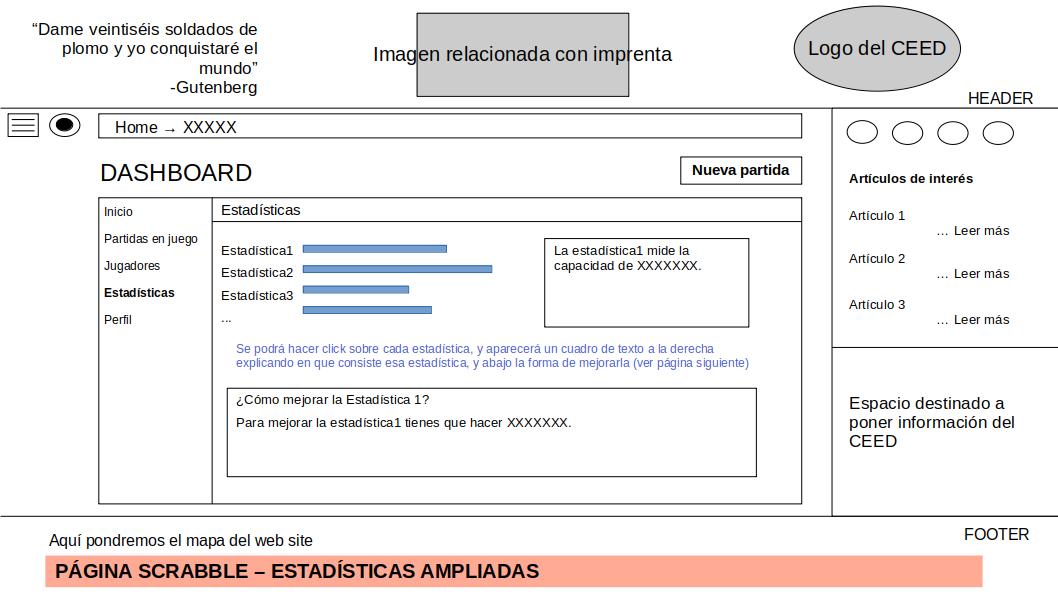 “Dame veintiséis soldados de
plomo y yo conquistaré el
mundo”
-Gutenberg
Imagen relacionada con imprenta
Logo del CEED
HEADER
Home → XXXXX
DASHBOARD
Nueva partida
Inicio
Partidas en juego
Jugadores
Estadísticas
Perfil
Estadísticas
Estadística1
Estadística2
Estadística3
...
La estadística1 mide la
capacidad de XXXXXXX.
Se podrá hacer click sobre cada estadística, y aparecerá un cuadro de texto a la derecha
explicando en que consiste esa estadística, y abajo la forma de mejorarla (ver página siguiente)
¿Cómo mejorar la Estadística 1?
Para mejorar la estadística1 tienes que hacer XXXXXXX.
Artículos de interés
Artículo 1
... Leer más
Artículo 2
... Leer más
Artículo 3
... Leer más
Espacio destinado a
poner información del
CEED
FOOTER
Aquí pondremos el mapa del web site
PÁGINA SCRABBLE – ESTADÍSTICAS AMPLIADAS